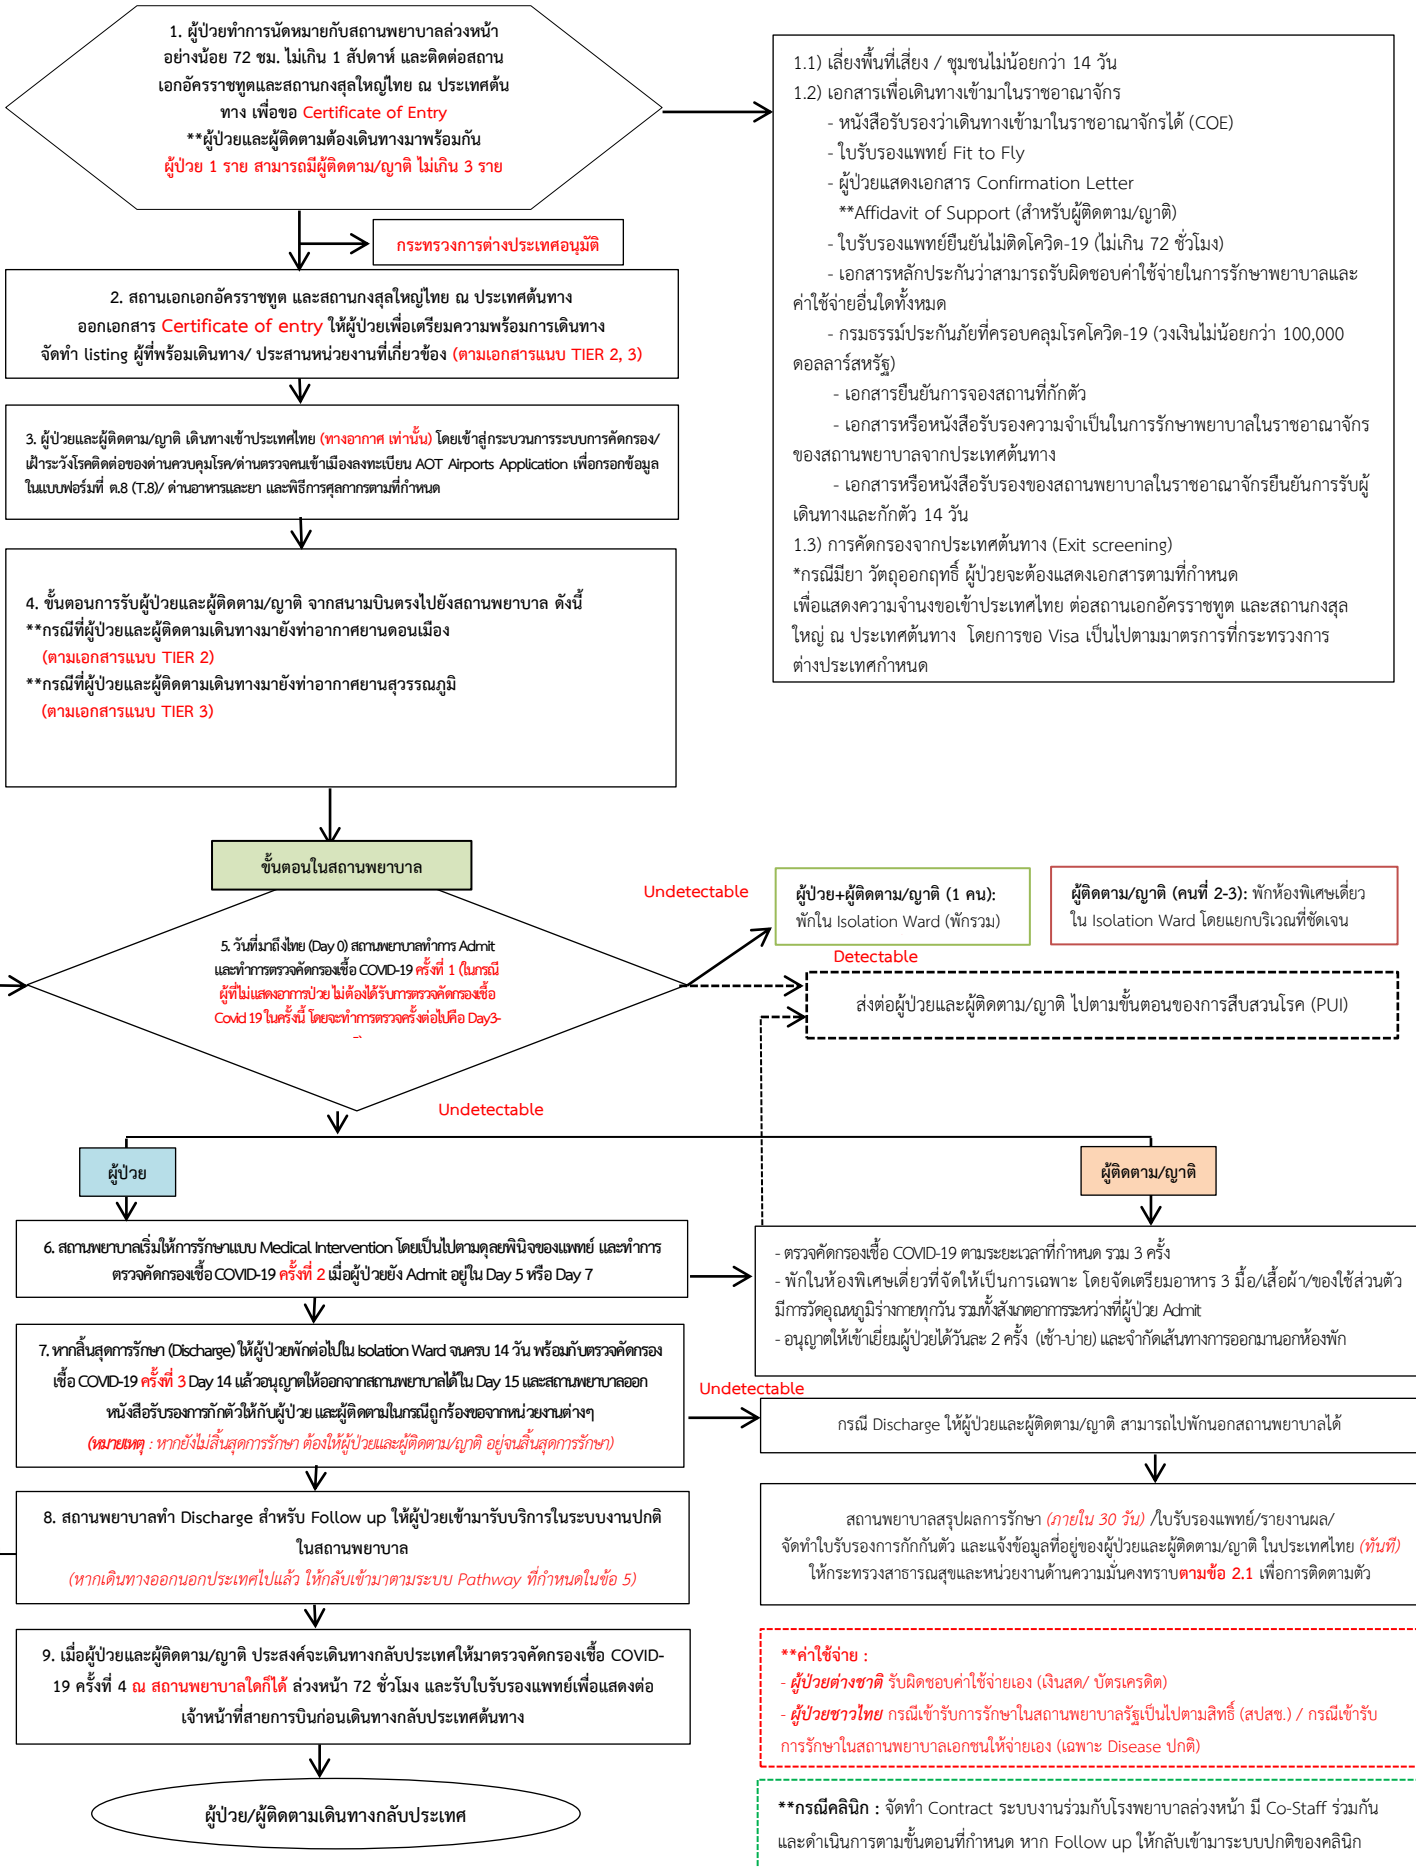 1. ผู้ป่วยทำการนัดหมายกับสถานพยาบาลล่วงหน้า
อย่างน้อย 72 ชม. ไม่เกิน 1 สัปดาห์ และติดต่อสถาน
เอกอัครราชทูตและสถานกงสุลใหญ่ไทย ณ ประเทศต้น
ทาง เพื่อขอ Certificate of Entry
**ผู้ป่วยและผู้ติดตามต้องเดินทางมาพร้อมกัน
ผู้ป่วย 1 ราย สามารถมีผู้ติดตาม/ญาติ ไม่เกิน 3 ราย
1.1) เลี่ยงพื้นที่เสี่ยง / ชุมชนไม่น้อยกว่า 14 วัน
1.2) เอกสารเพื่อเดินทางเข้ามาในราชอาณาจักร
- หนังสือรับรองว่าเดินทางเข้ามาในราชอาณาจักรได้ (COE)
- ใบรับรองแพทย์ Fit to Fly
- ผู้ป่วยแสดงเอกสาร Confirmation Letter
**Affidavit of Support (สำหรับผู้ติดตาม/ญาติ)
- ใบรับรองแพทย์ยืนยันไม่ติดโควิด-19 (ไม่เกิน 72 ชั่วโมง)
- เอกสารหลักประกันว่าสามารถรับผิดชอบค่าใช้จ่ายในการรักษาพยาบาลและ
ค่าใช้จ่ายอื่นใดทั้งหมด
- กรมธรรม์ประกันภัยที่ครอบคลุมโรคโควิด-19 (วงเงินไม่น้อยกว่า 100,000
ดอลลาร์สหรัฐ)
- เอกสารยืนยันการจองสถานที่กักตัว
- เอกสารหรือหนังสือรับรองความจำเป็นในการรักษาพยาบาลในราชอาณาจักร
ของสถานพยาบาลจากประเทศต้นทาง
- เอกสารหรือหนังสือรับรองของสถานพยาบาลในราชอาณาจักรยืนยันการรับผู้
เดินทางและกักตัว 14 วัน
1.3) การคัดกรองจากประเทศต้นทาง (Exit screening)
*กรณีมียา วัตถุออกฤทธิ์ ผู้ป่วยจะต้องแสดงเอกสารตามที่กำหนด
เพื่อแสดงความจำนงขอเข้าประเทศไทย ต่อสถานเอกอัครราชทูต และสถานกงสุล
ใหญ่ ณ ประเทศต้นทาง โดยการขอ Visa เป็นไปตามมาตรการที่กระทรวงการ
ต่างประเทศกำหนด
กระทรวงการต่างประเทศอนุมัติ
2. สถานเอกเอกอัครราชทูต และสถานกงสุลใหญ่ไทย ณ ประเทศต้นทาง
ออกเอกสาร Certificate of entry ให้ผู้ป่วยเพื่อเตรียมความพร้อมการเดินทาง
จัดทำ listing ผู้ที่พร้อมเดินทาง/ ประสานหน่วยงานที่เกี่ยวข้อง (ตามเอกสารแนบ TIER 2, 3)
3. ผู้ป่วยและผู้ติดตาม/ญาติ เดินทางเข้าประเทศไทย (ทางอากาศ เท่านั้น) โดยเข้าสู่กระบวนการระบบการคัดกรอง/
เฝ้าระวังโรคติดต่อของด่านควบคุมโรค/ด่านตรวจคนเข้าเมืองลงทะเบียน AOT Airports Application เพื่อกรอกข้อมูล
ในแบบฟอร์มที่ ต.8 (T.8)/ ด่านอาหารและยา และพิธีการศุลกากรตามที่กำหนด
4. ขั้นตอนการรับผู้ป่วยและผู้ติดตาม/ญาติ จากสนามบินตรงไปยังสถานพยาบาล ดังนี้
**กรณีที่ผู้ป่วยและผู้ติดตามเดินทางมายังท่าอากาศยานดอนเมือง
(ตามเอกสารแนบ TIER 2)
**กรณีที่ผู้ป่วยและผู้ติดตามเดินทางมายังท่าอากาศยานสุวรรณภูมิ
(ตามเอกสารแนบ TIER 3)
ขั้นตอนในสถานพยาบาล
Undetectable
ผู้ป่วย+ผู้ติดตาม/ญาติ (1 คน):
พักใน Isolation Ward (พักรวม)
ผู้ติดตาม/ญาติ (คนที่ 2-3): พักห้องพิเศษเดี่ยว
ใน Isolation Ward โดยแยกบริเวณที่ชัดเจน
5. วันที่มาถึงไทย (Day 0) สถานพยาบาลทำการ Admit
และทำการตรวจคัดกรองเชื้อ COVID-19 ครั้งที่ 1 (ในกรณี
ผู้ที่ไม่แสดงอาการป่วย ไม่ต้องได้รับการตรวจคัดกรองเชื้อ
Covid 19 ในครั้งนี้ โดยจะทำการตรวจครั้งต่อไปคือ Day3-
Detectable
ส่งต่อผู้ป่วยและผู้ติดตาม/ญาติ ไปตามขั้นตอนของการสืบสวนโรค (PUI)
Undetectable
ผู้ป่วย
ผู้ติดตาม/ญาติ
6. สถานพยาบาลเริ่มให้การรักษาแบบ Medical Intervention โดยเป็นไปตามดุลยพินิจของแพทย์ และทำการ
ตรวจคัดกรองเชื้อ COVID-19 ครั้งที่ 2 เมื่อผู้ป่วยยัง Admit อยู่ใน Day 5 หรือ Day 7
- ตรวจคัดกรองเชื้อ COVID-19 ตามระยะเวลาที่กำหนด รวม 3 ครั้ง
- พักในห้องพิเศษเดี่ยวที่จัดให้เป็นการเฉพาะ โดยจัดเตรียมอาหาร 3 มื้อ/เสื้อผ้า/ของใช้ส่วนตัว
มีการวัดอุณหภูมิร่างกายทุกวัน รวมทั้งสังเกตอาการระหว่างที่ผู้ป่วย Admit
- อนุญาตให้เข้าเยี่ยมผู้ป่วยได้วันละ 2 ครั้ง (เช้า-บ่าย) และจำกัดเส้นทางการออกมานอกห้องพัก
7. หากสิ้นสุดการรักษา (Discharge) ให้ผู้ป่วยพักต่อไปใน Isolation Ward จนครบ 14 วัน พร้อมกับตรวจคัดกรอง
เชื้อ COVID-19 ครั้งที่ 3 Day 14 แล้วอนุญาตให้ออกจากสถานพยาบาลได้ใน Day 15 และสถานพยาบาลออก
หนังสือรับรองการกักตัวให้กับผู้ป่วย และผู้ติดตามในกรณีถูกร้องขอจากหน่วยงานต่างๆ
(หมายเหตุ : หากยังไม่สิ้นสุดการรักษา ต้องให้ผู้ป่วยและผู้ติดตาม/ญาติ อยู่จนสิ้นสุดการรักษา)
Undetectable
กรณี Discharge ให้ผู้ป่วยและผู้ติดตาม/ญาติ สามารถไปพักนอกสถานพยาบาลได้
8. สถานพยาบาลทำ Discharge สำหรับ Follow up ให้ผู้ป่วยเข้ามารับบริการในระบบงานปกติ
ในสถานพยาบาล
(หากเดินทางออกนอกประเทศไปแล้ว ให้กลับเข้ามาตามระบบ Pathway ที่กำหนดในข้อ 5)
สถานพยาบาลสรุปผลการรักษา (ภายใน 30 วัน) /ใบรับรองแพทย์/รายงานผล/
จัดทำใบรับรองการกักกันตัว และแจ้งข้อมูลที่อยู่ของผู้ป่วยและผู้ติดตาม/ญาติ ในประเทศไทย (ทันที)
ให้กระทรวงสาธารณสุขและหน่วยงานด้านความมั่นคงทราบตามข้อ 2.1 เพื่อการติดตามตัว
9. เมื่อผู้ป่วยและผู้ติดตาม/ญาติ ประสงค์จะเดินทางกลับประเทศให้มาตรวจคัดกรองเชื้อ COVID-
19 ครั้งที่ 4 ณ สถานพยาบาลใดก็ได้ ล่วงหน้า 72 ชั่วโมง และรับใบรับรองแพทย์เพื่อแสดงต่อ
เจ้าหน้าที่สายการบินก่อนเดินทางกลับประเทศต้นทาง
**ค่าใช้จ่าย :
- ผู้ป่วยต่างชาติ รับผิดชอบค่าใช้จ่ายเอง (เงินสด/ บัตรเครดิต)
- ผู้ป่วยชาวไทย กรณีเข้ารับการรักษาในสถานพยาบาลรัฐเป็นไปตามสิทธิ์ (สปสช.) / กรณีเข้ารับ
การรักษาในสถานพยาบาลเอกชนให้จ่ายเอง (เฉพาะ Disease ปกติ)
ผู้ป่วย/ผู้ติดตามเดินทางกลับประเทศ
**กรณีคลินิก : จัดทำ Contract ระบบงานร่วมกับโรงพยาบาลล่วงหน้า มี Co-Staff ร่วมกัน
และดำเนินการตามขั้นตอนที่กำหนด หาก Follow up ให้กลับเข้ามาระบบปกติของคลินิก